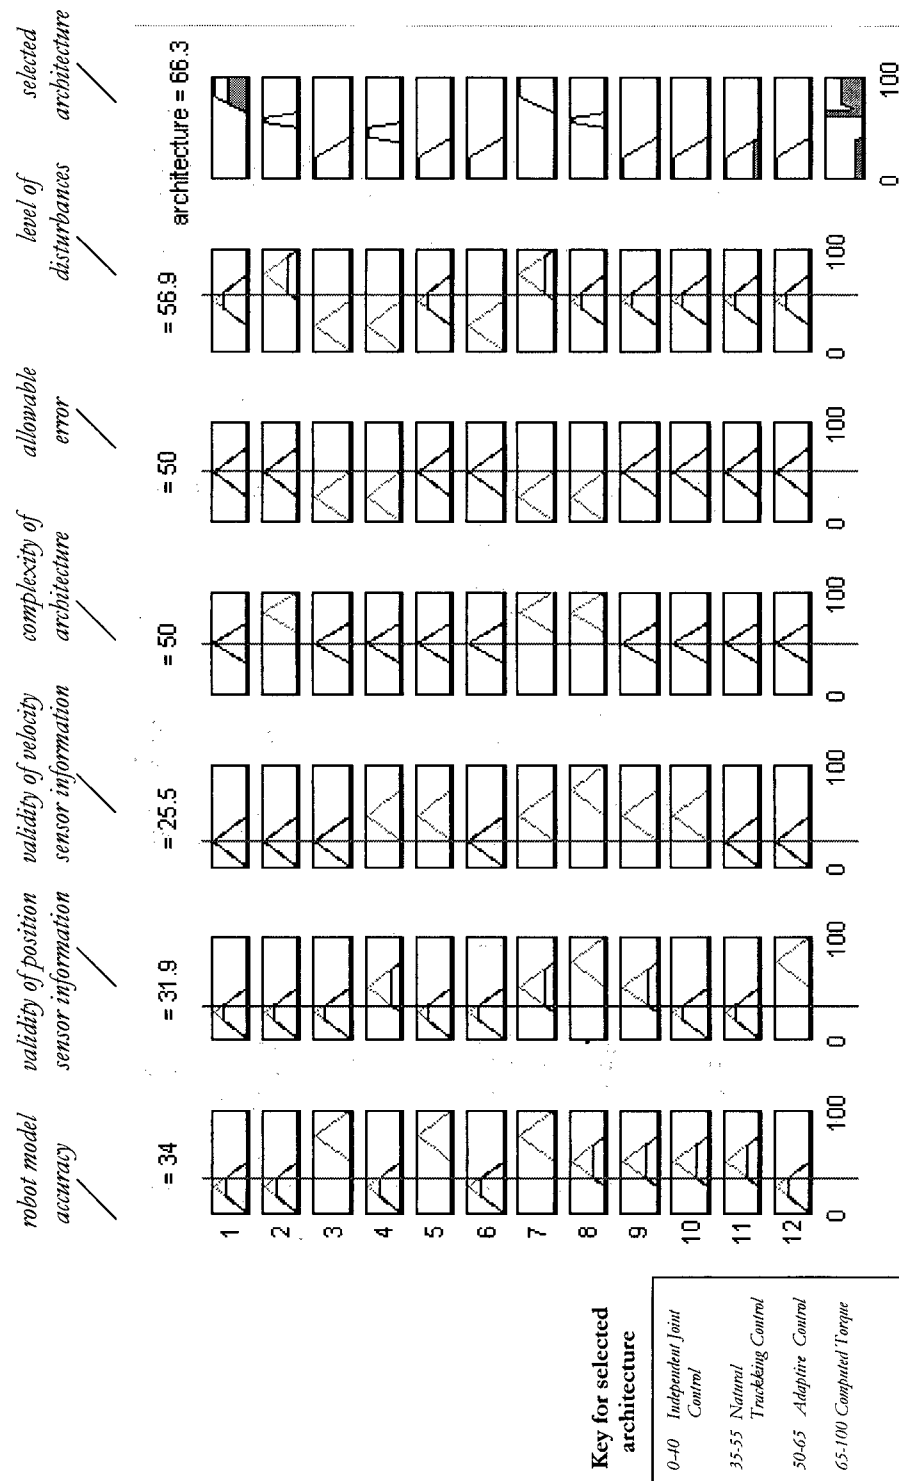 robot model
accuracy
validity of position
sensor information
validity of velocity
sensor information
complexity of
architecture
allowable
error
level of
disturbances
selected
architecture
= 34
= 31.9
= 25.5
= 50
= 50
= 56.9
architecture = 66.3
1
2
3
4
5
6
7
8
9
10
11
12
0 100
0 100
0 100
0 100
0 100
0 100
0 100
Key for selected
architecture
0-40 Independent Joint
Control
35-55 Natural
Truckking Control
50-65 Adaptive Control
65-100 Computed Torque